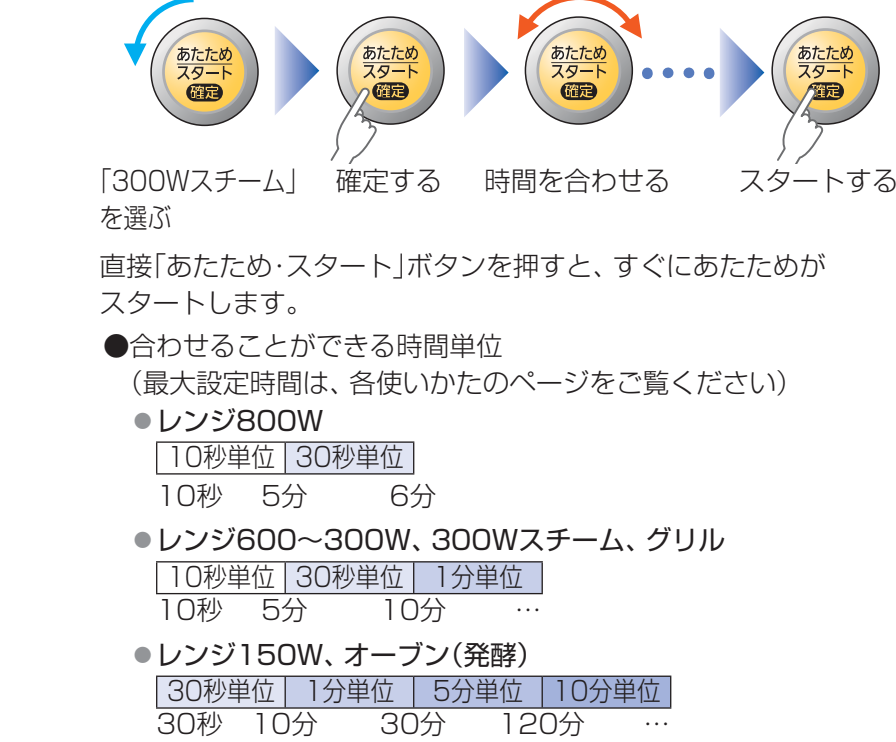 あたため
スタート
確定
あたため
スタート
確定
あたため
スタート
確定
あたため
スタート
確定
「300Wスチーム」 確定する 時間を合わせる スタートする
を選ぶ
直接「あたため・スタート」ボタンを押すと、すぐにあたためが
スタートします。
●合わせることができる時間単位
（最大設定時間は、各使いかたのページをご覧ください）
●レンジ800W
10秒単位 30秒単位
10秒 5分 6分
●レンジ600～300W、300Wスチーム、グリル
10秒単位 30秒単位 1分単位
10秒 5分 10分 …
●レンジ150W、オーブン（発酵）
30秒単位 1分単位 5分単位 10分単位
30秒 10分 30分 120分 …